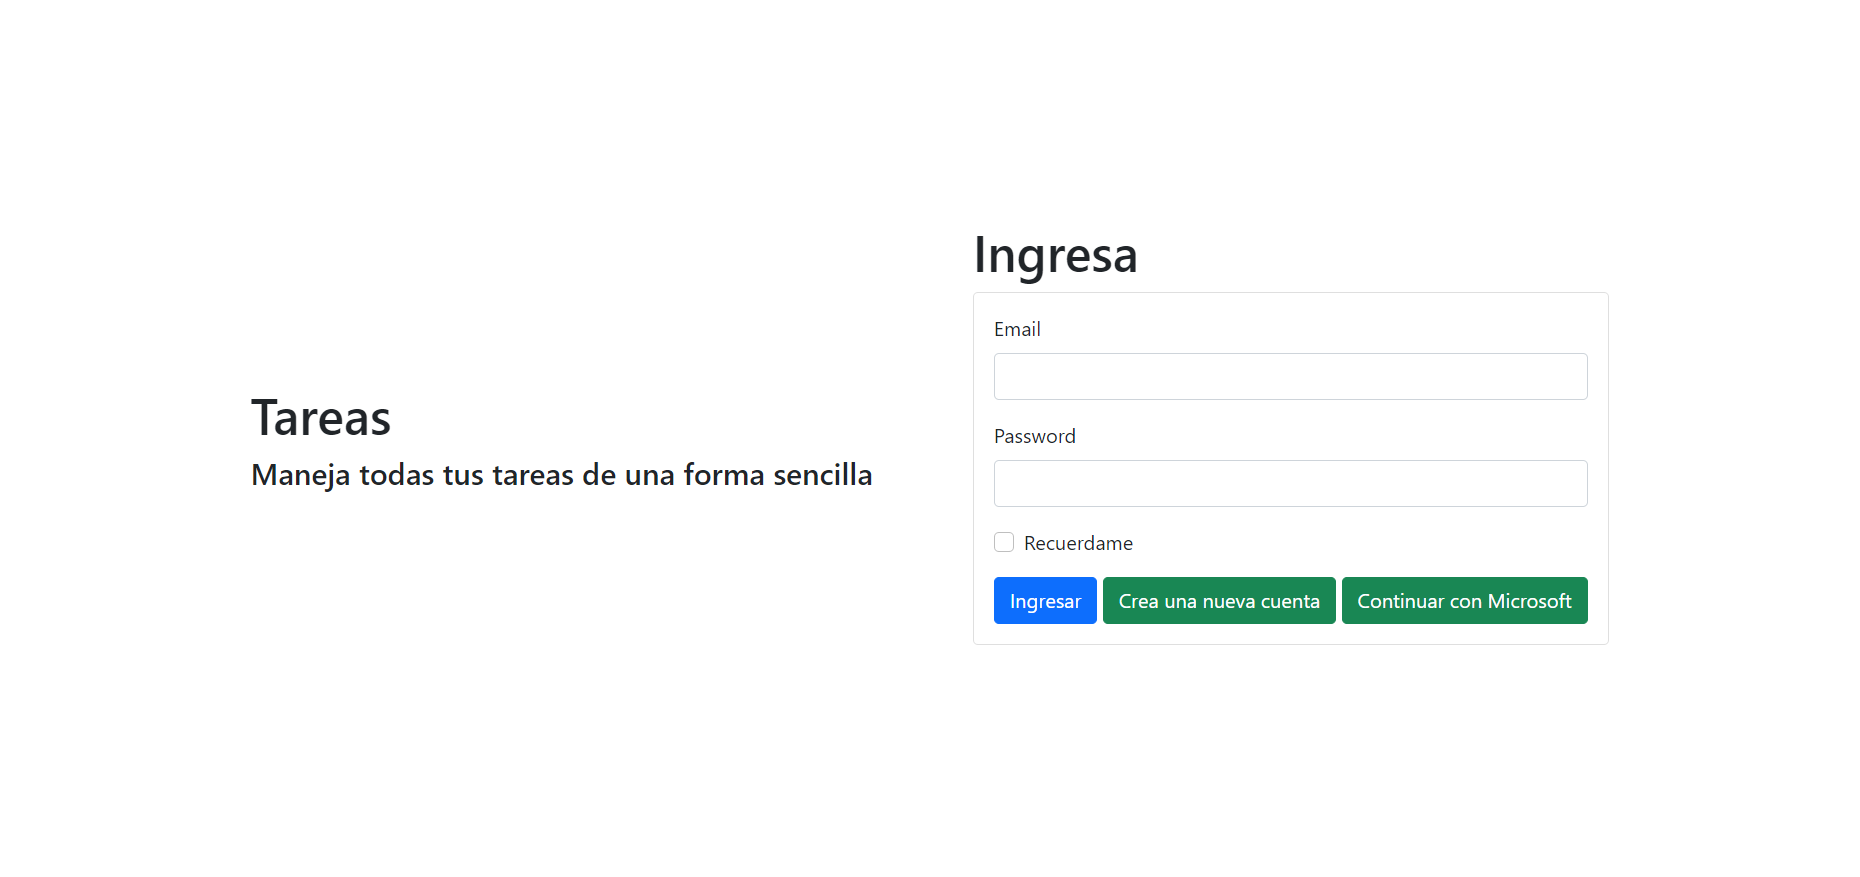 Tareas
Maneja todas tus tareas de una forma sencilla
Ingresa
Email
Password
Recuerdame
Ingresar Crea una nueva cuenta Continuar con Microsoft